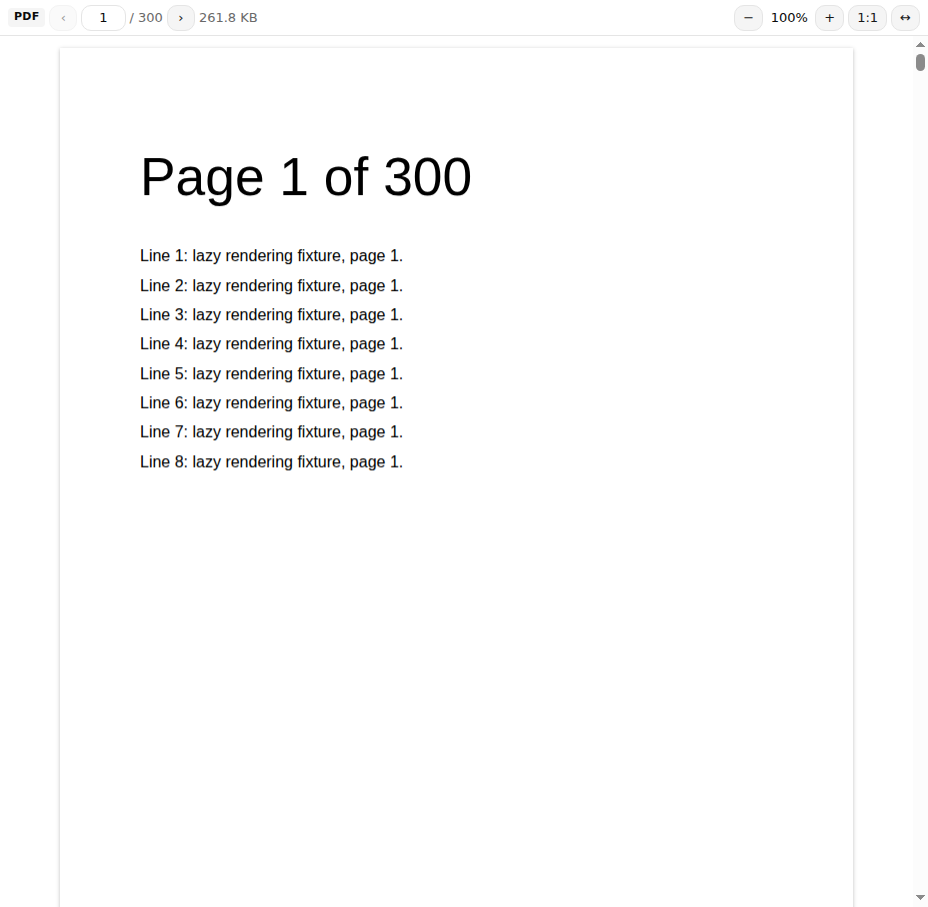 PDF ‹ 1 / 300 › 261.8 KB − 100% + 1:1 ↔
Page 1 of 300
Line 1: lazy rendering fixture, page 1.
Line 2: lazy rendering fixture, page 1.
Line 3: lazy rendering fixture, page 1.
Line 4: lazy rendering fixture, page 1.
Line 5: lazy rendering fixture, page 1.
Line 6: lazy rendering fixture, page 1.
Line 7: lazy rendering fixture, page 1.
Line 8: lazy rendering fixture, page 1.